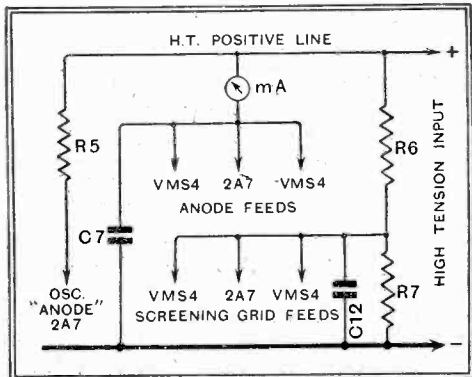 H.T. POSITIVE LINE
+
mA
R5
R6
HIGH TENSION INPUT
VMS4 2A7 VMS4
ANODE FEEDS
C7
OSC.
"ANODE"
2A7
VMS4 2A7 VMS4
SCREENING GRID FEEDS
C12
R7
−